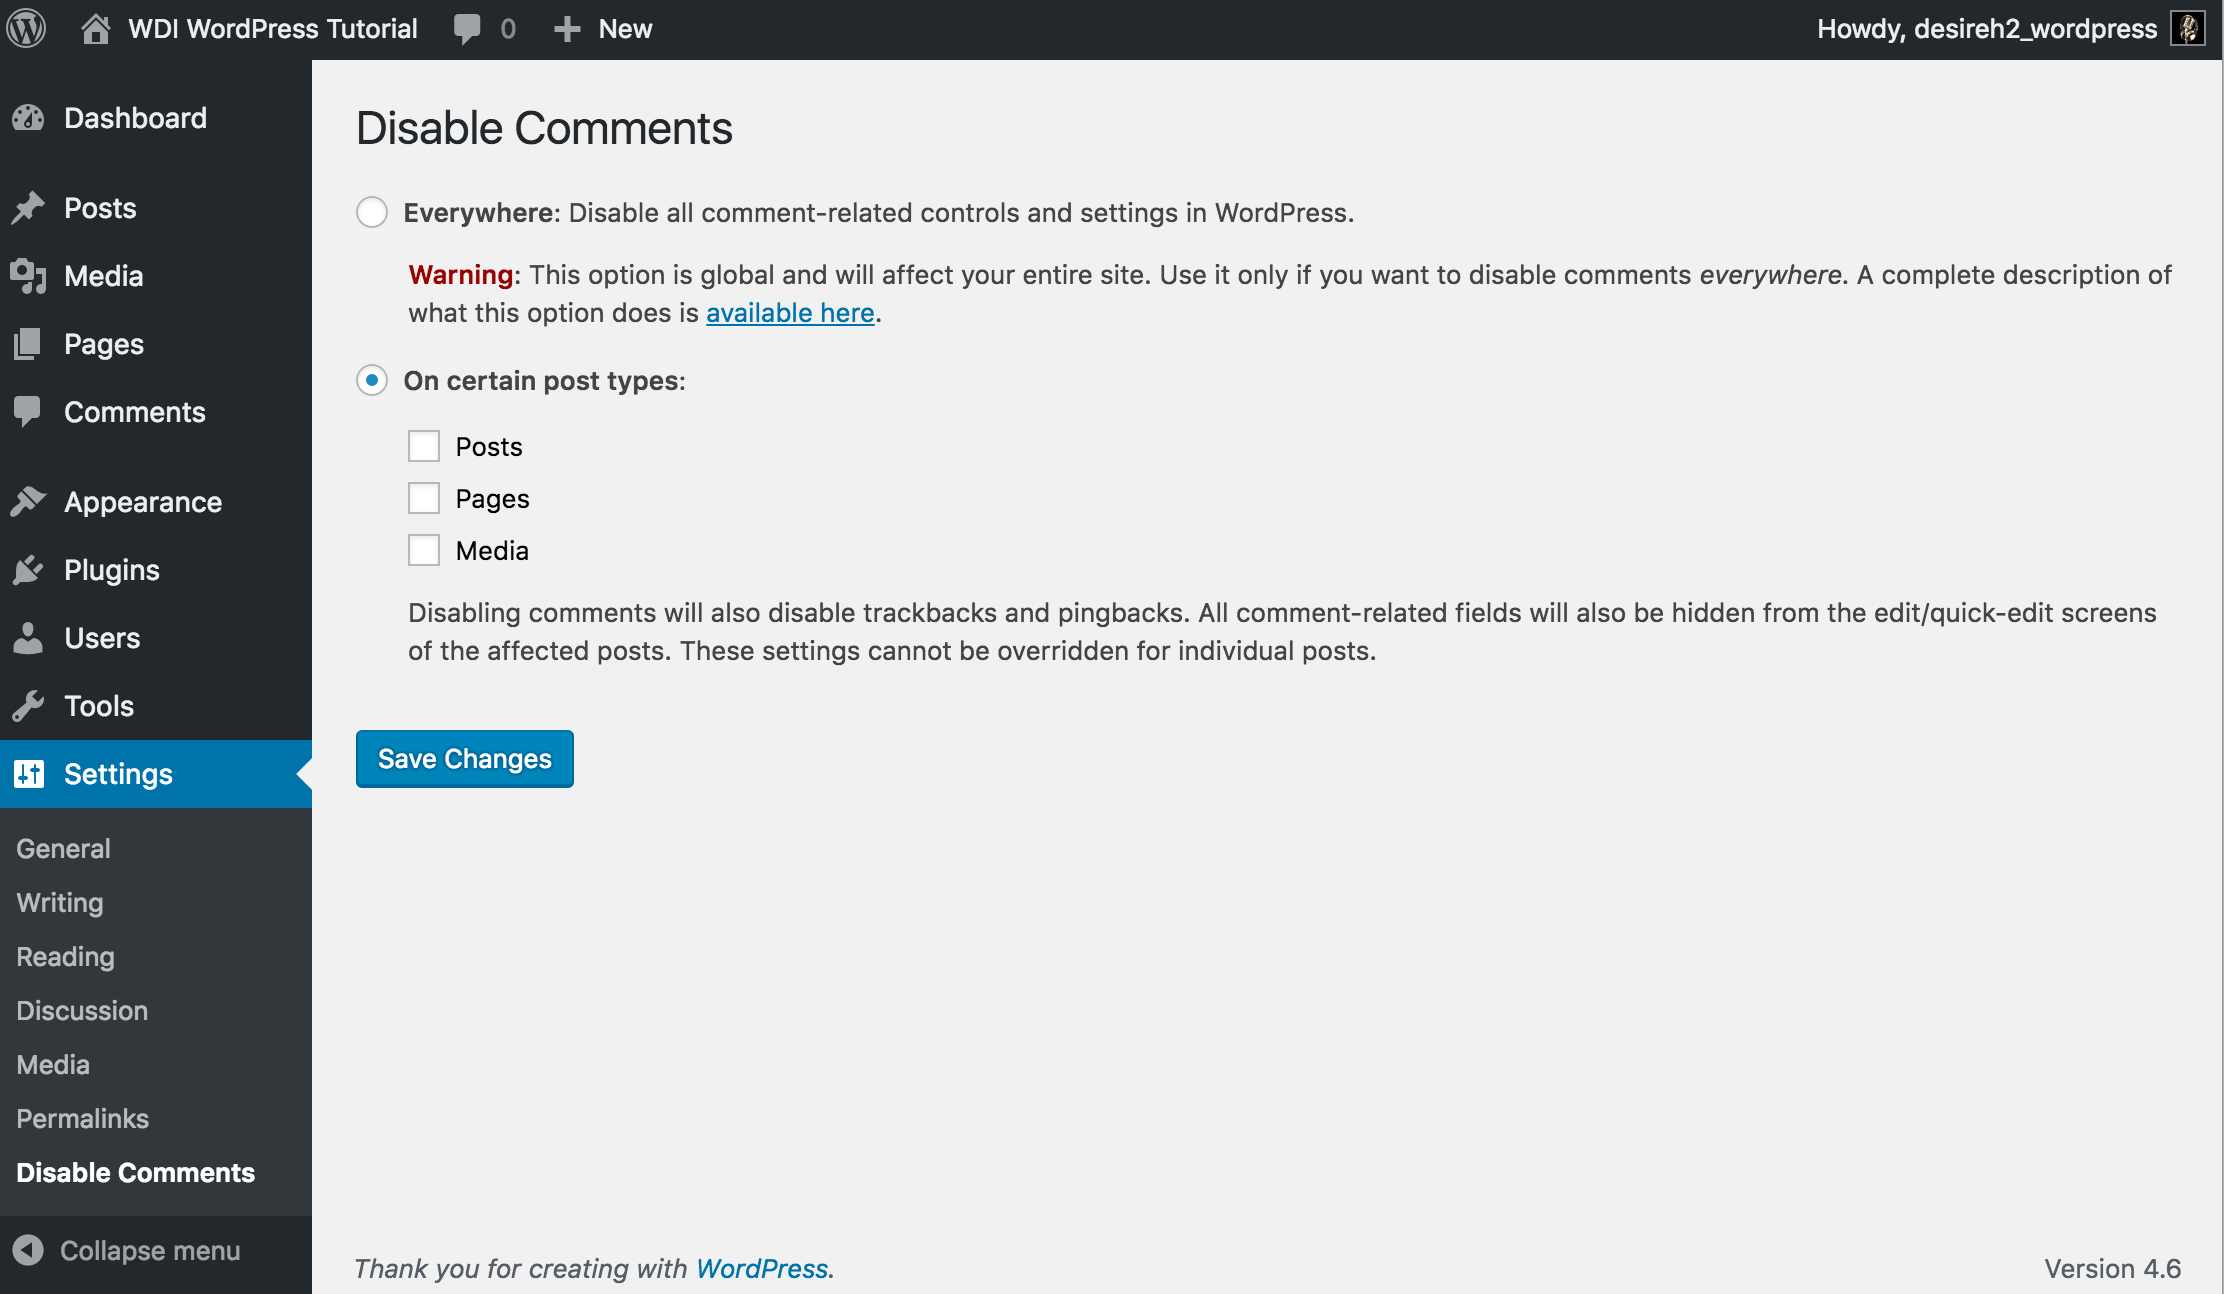 WDI WordPress Tutorial 0 New Howdy, desireh2_wordpress
Dashboard
Posts
Media
Pages
Comments
Appearance
Plugins
Users
Tools
Settings
General
Writing
Reading
Discussion
Media
Permalinks
Disable Comments
Collapse menu
Disable Comments
Everywhere: Disable all comment-related controls and settings in WordPress.
Warning: This option is global and will affect your entire site. Use it only if you want to disable comments everywhere. A complete description of
what this option does is available here.
On certain post types:
Posts
Pages
Media
Disabling comments will also disable trackbacks and pingbacks. All comment-related fields will also be hidden from the edit/quick-edit screens
of the affected posts. These settings cannot be overridden for individual posts.
Save Changes
Thank you for creating with WordPress. Version 4.6